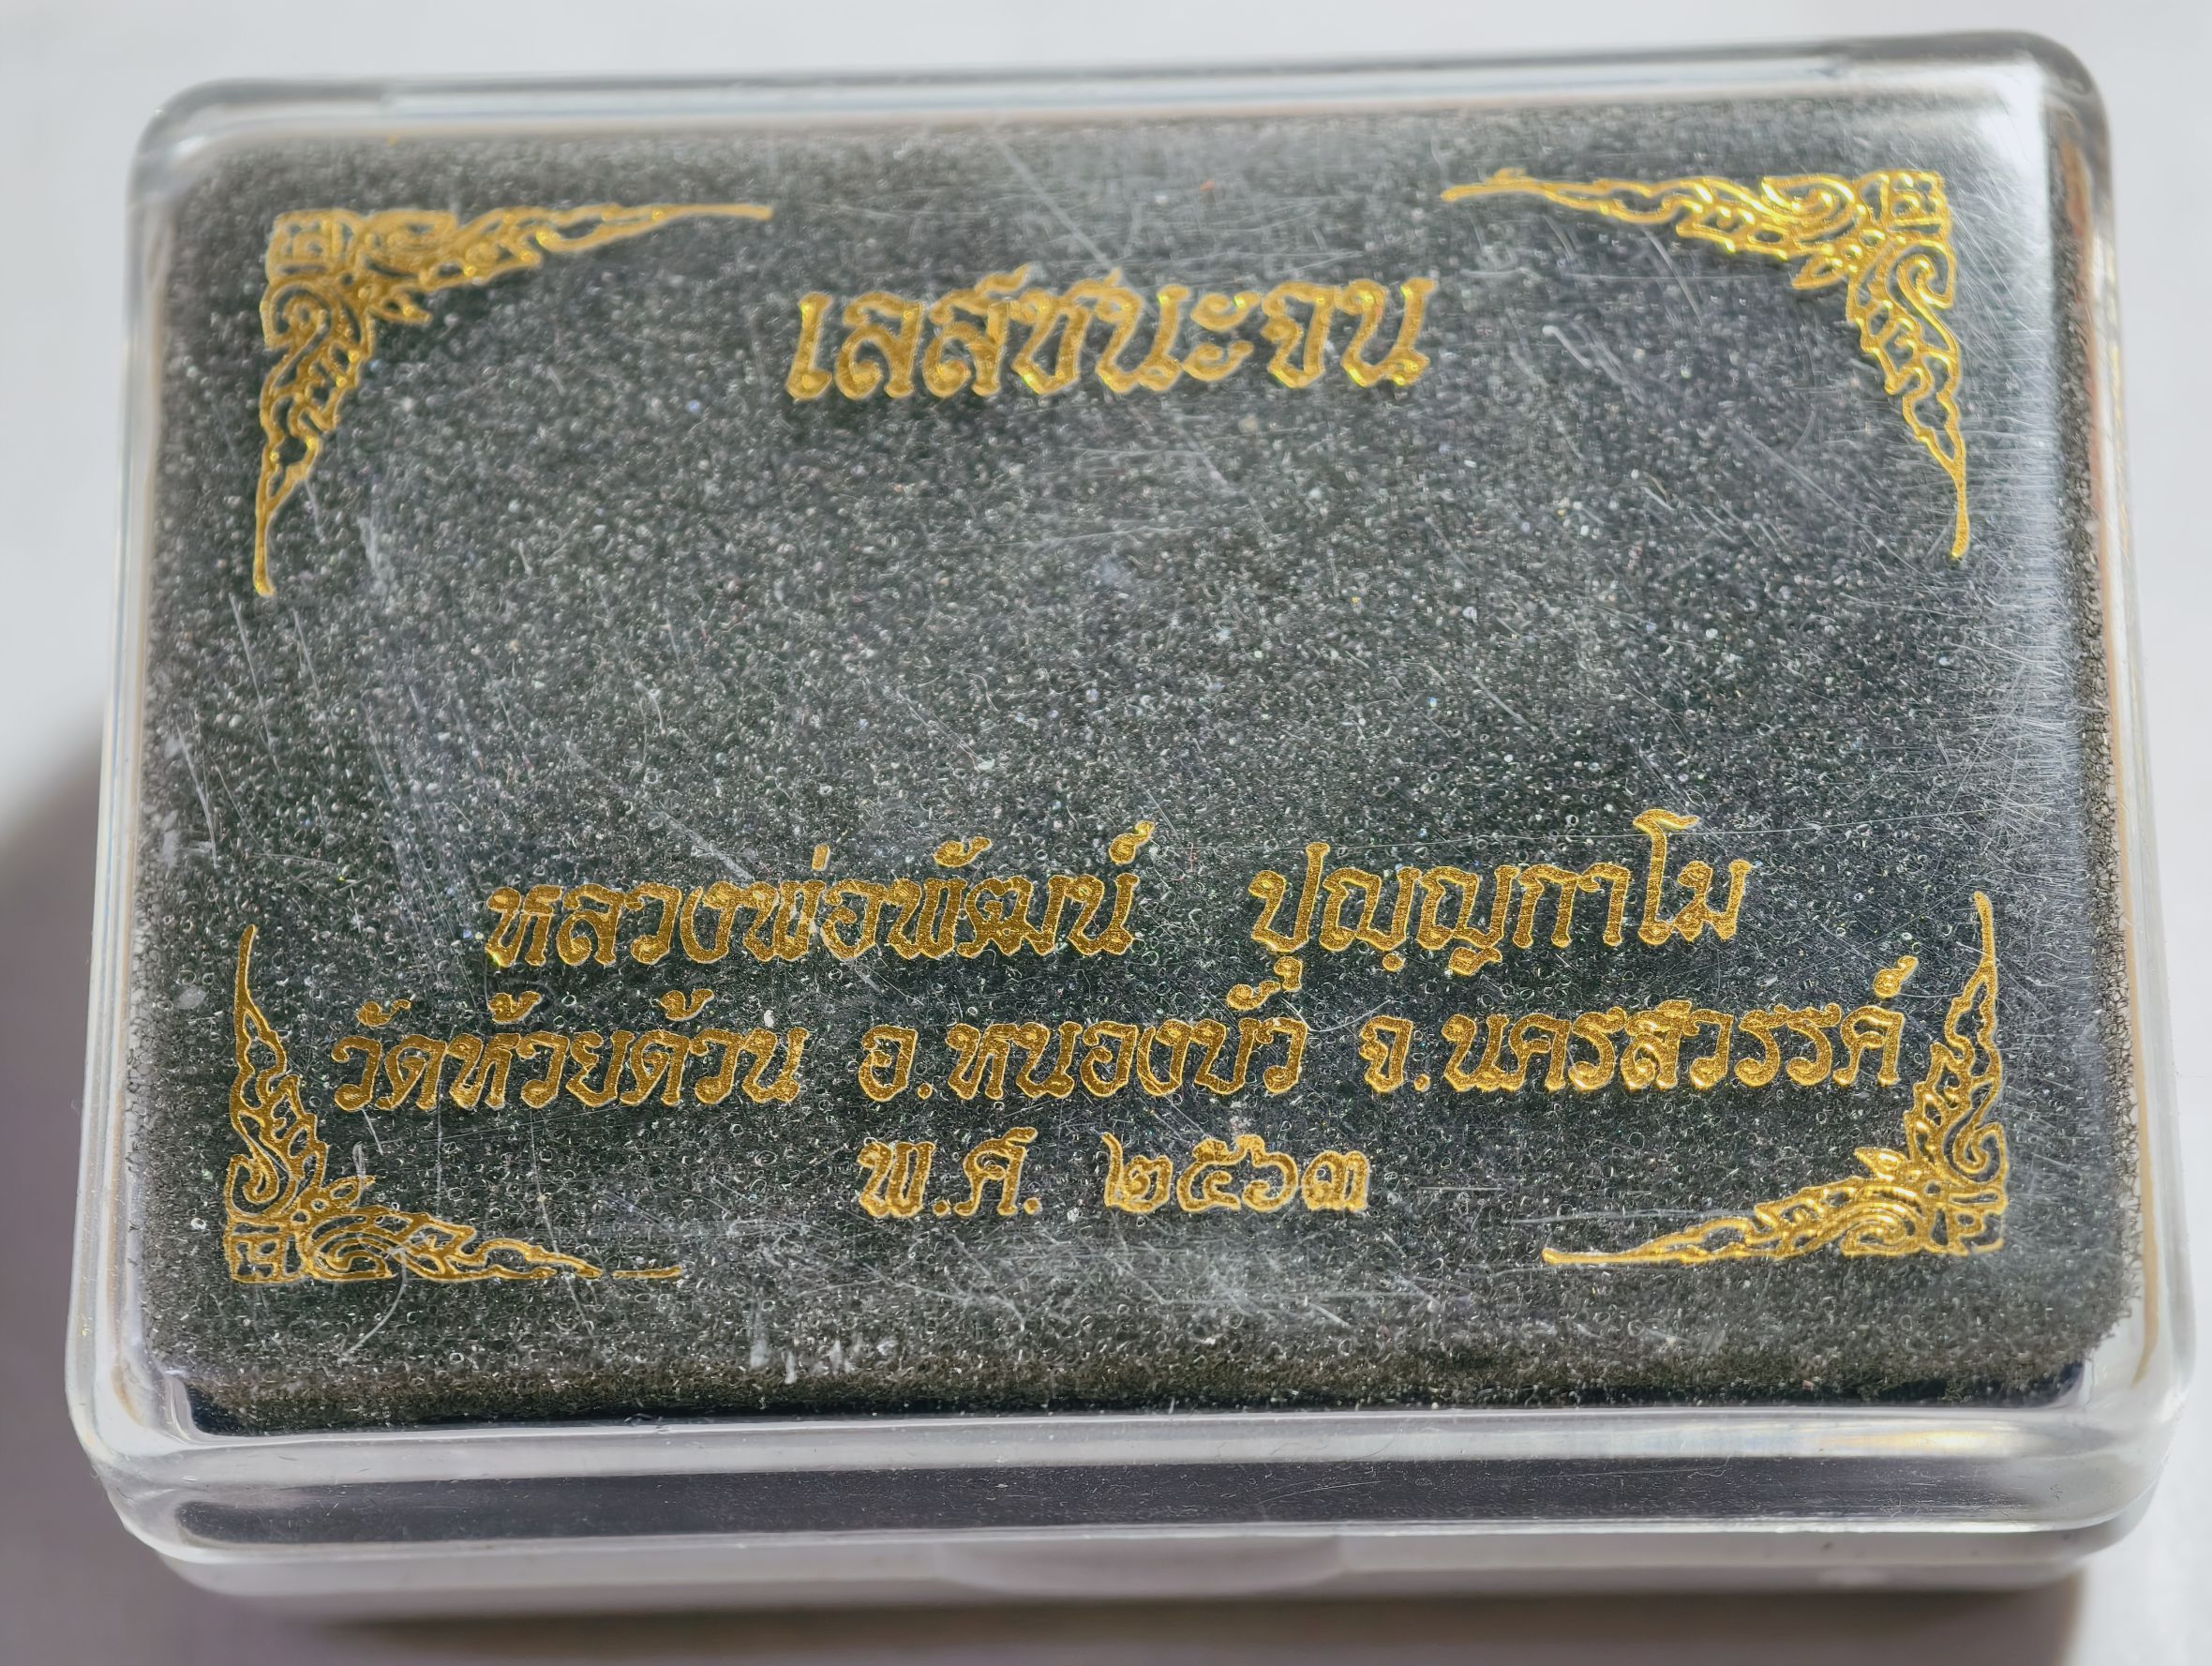 เลส์ชนะจน
หลวงพ่อพัฒน์ ปุญฺญกาโม
วัดห้วยด้วน อ.หนองบัว จ.นครสวรรค์
พ.ศ. ๒๕๖๓